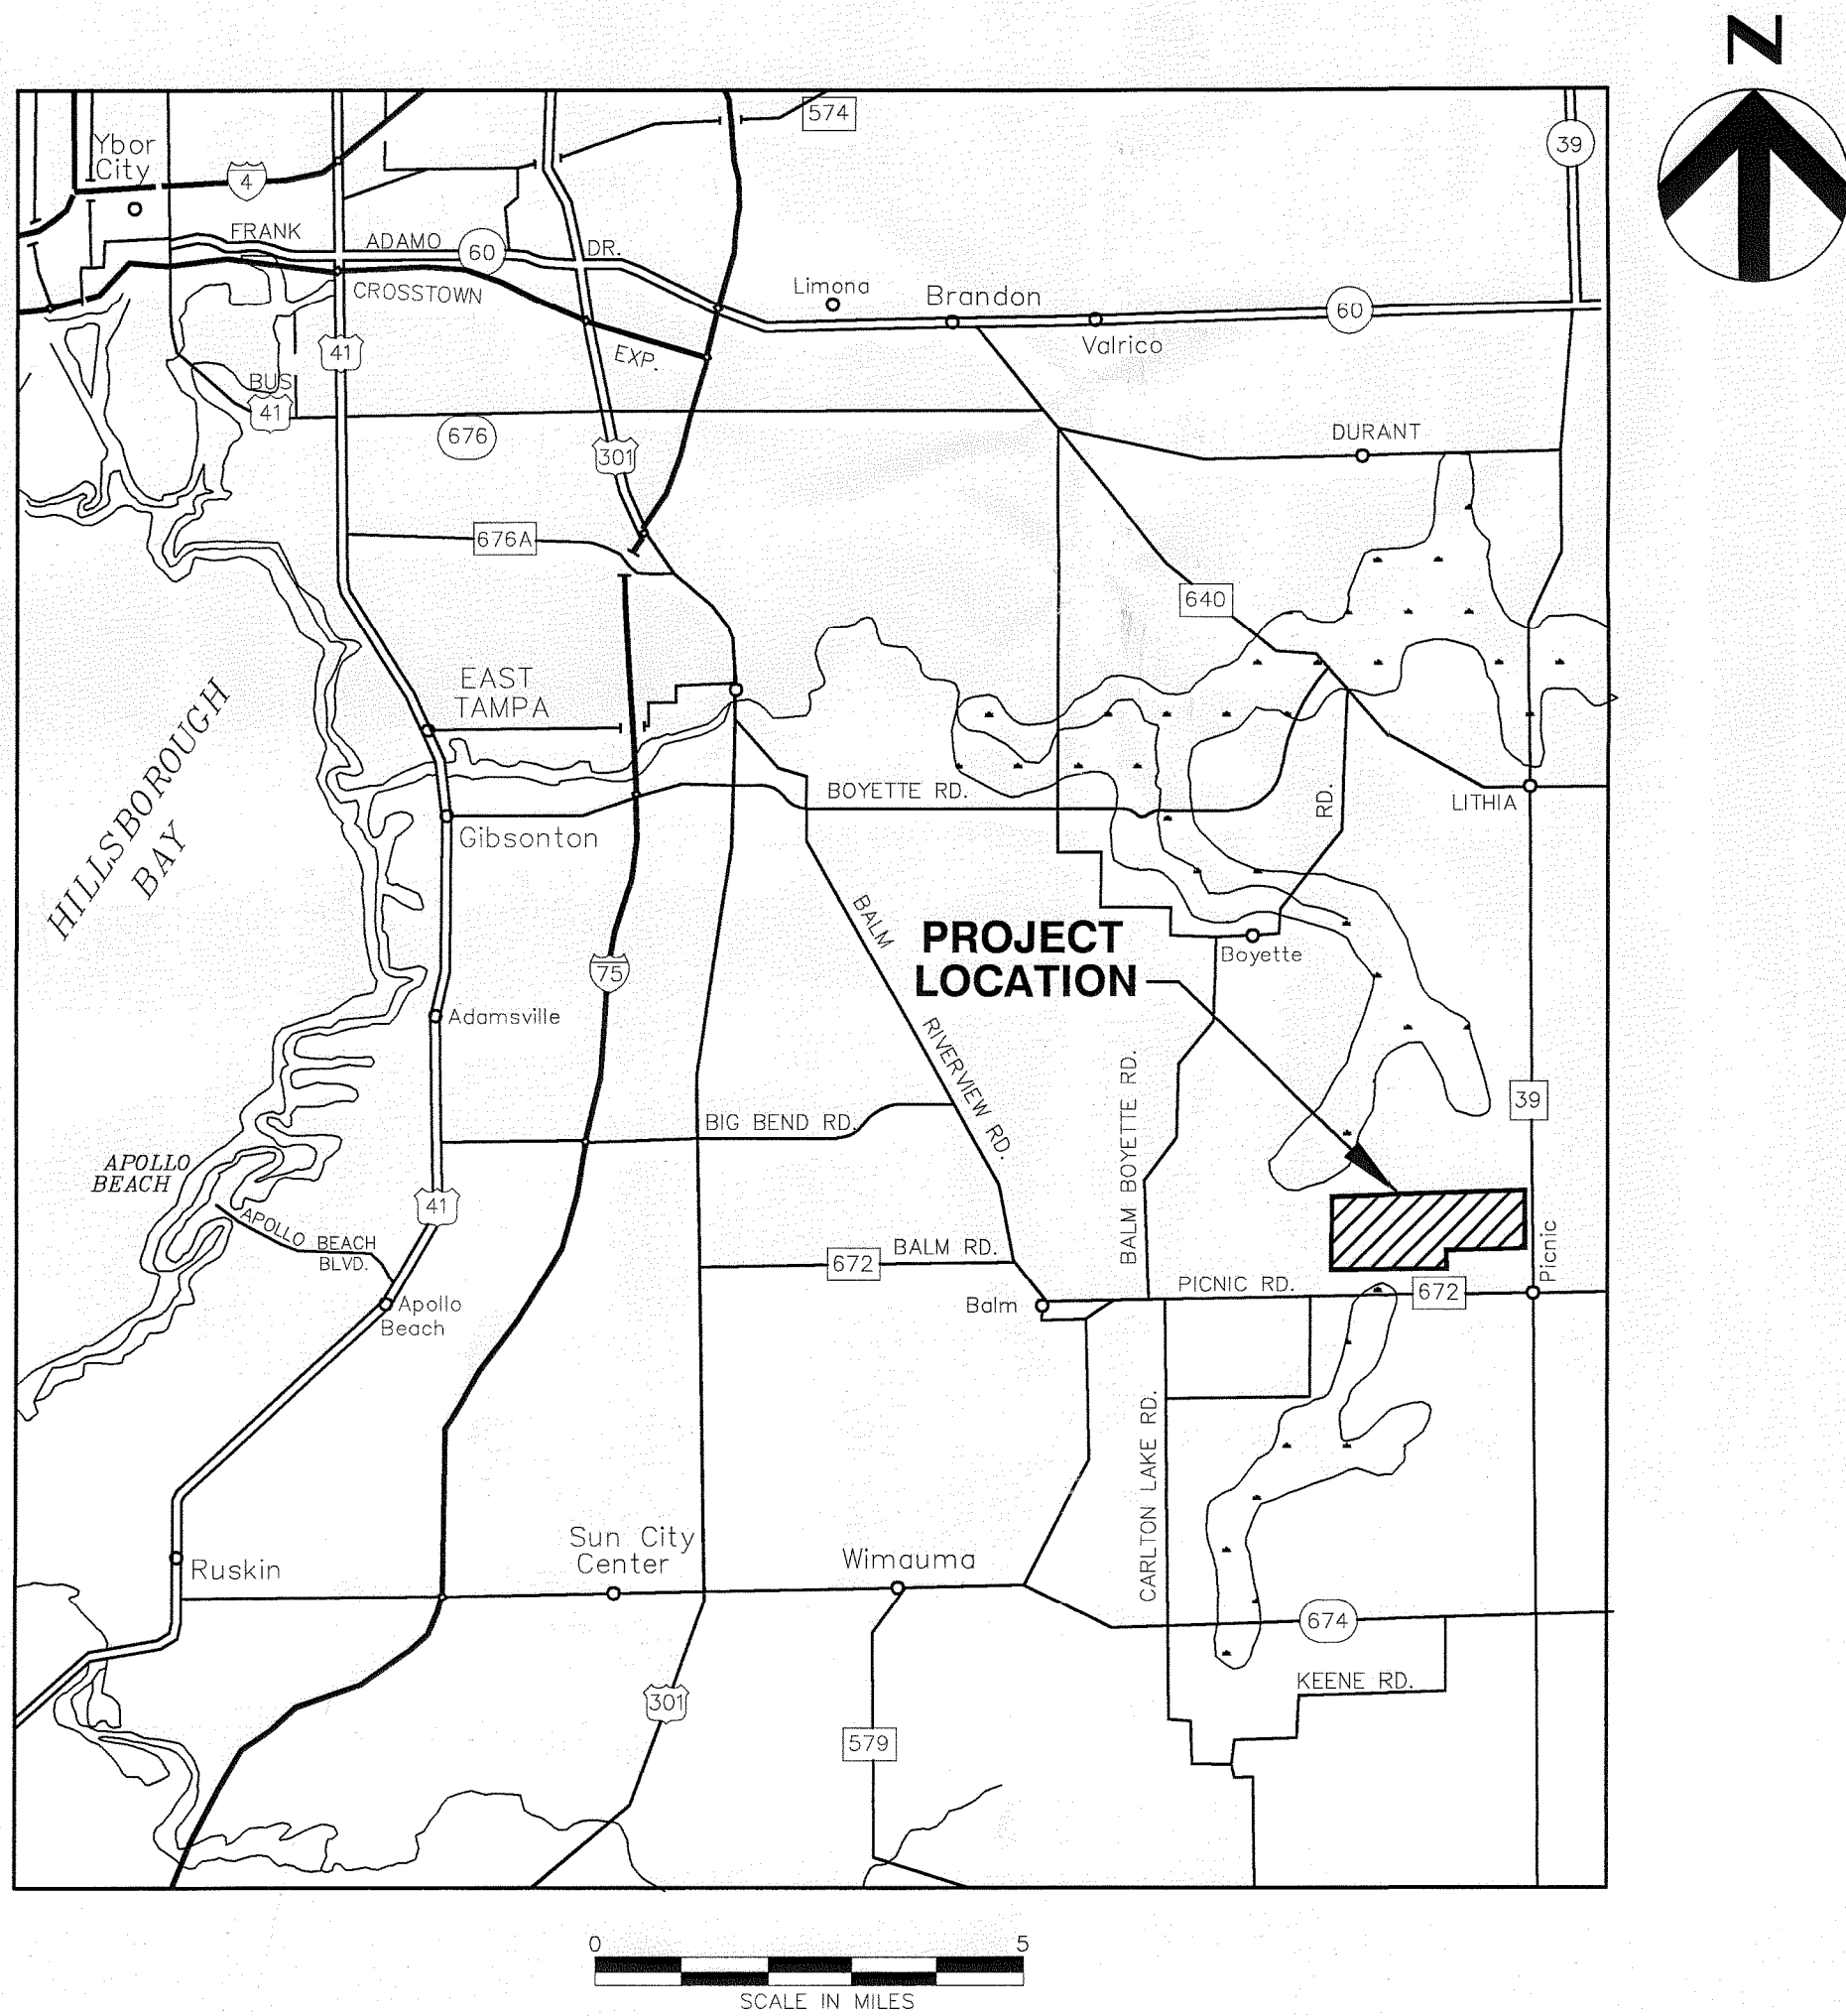 N
574
39
Ybor
City
4
FRANK
ADAMO
60
DR.
CROSSTOWN
Limona
Brandon
60
Valrico
41
EXP.
BUS
41
676
301
DURANT
676A
640
EAST
TAMPA
HILLSBOROUGH
BAY
BOYETTE RD.
RD.
LITHIA
Gibsonton
BALM
PROJECT
LOCATION
Boyette
75
Adamsville
RIVERVIEW RD.
BALM BOYETTE RD.
39
BIG BEND RD.
APOLLO
BEACH
41
APOLLO BEACH
BLVD.
672
BALM RD.
Picnic
PICNIC RD.
672
Apollo
Beach
Balm
CARLTON LAKE RD.
Sun City
Center
Wimauma
Ruskin
674
KEENE RD.
301
579
0
5
SCALE IN MILES